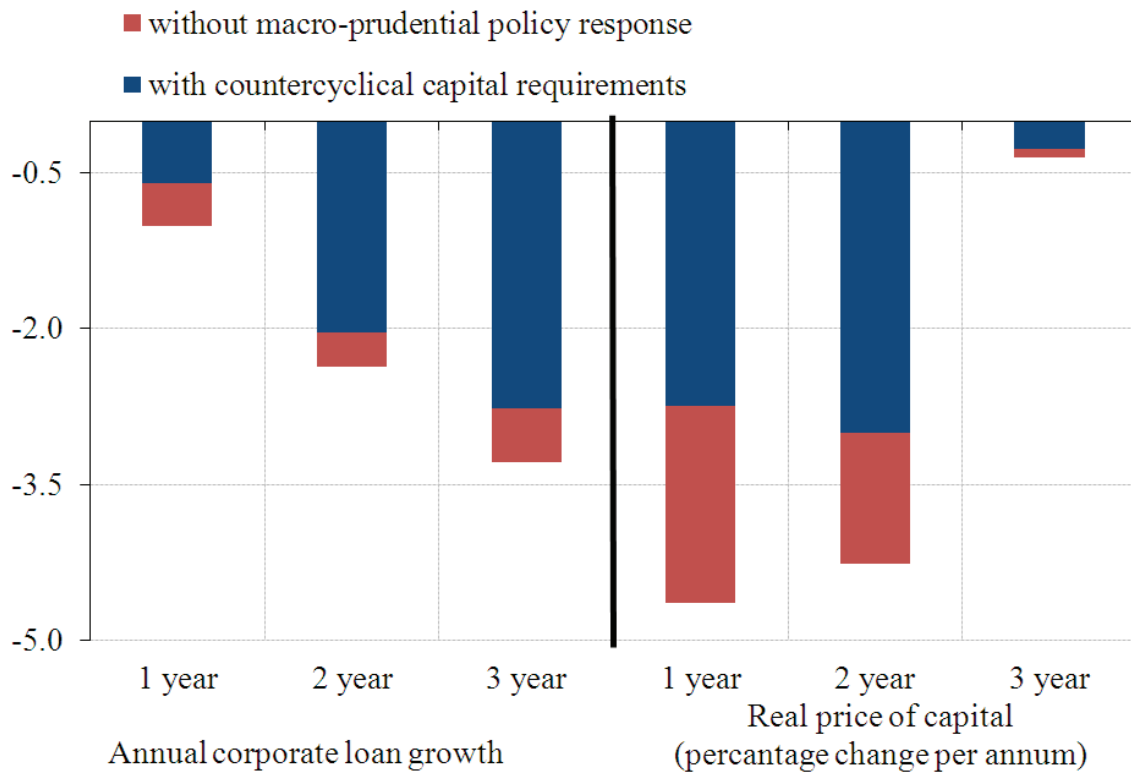 without macro-prudential policy response
with countercyclical capital requirements
-0.5
-2.0
-3.5
-5.0
1 year
2 year
3 year
1 year
2 year
3 year
Annual corporate loan growth
Real price of capital
(percantage change per annum)